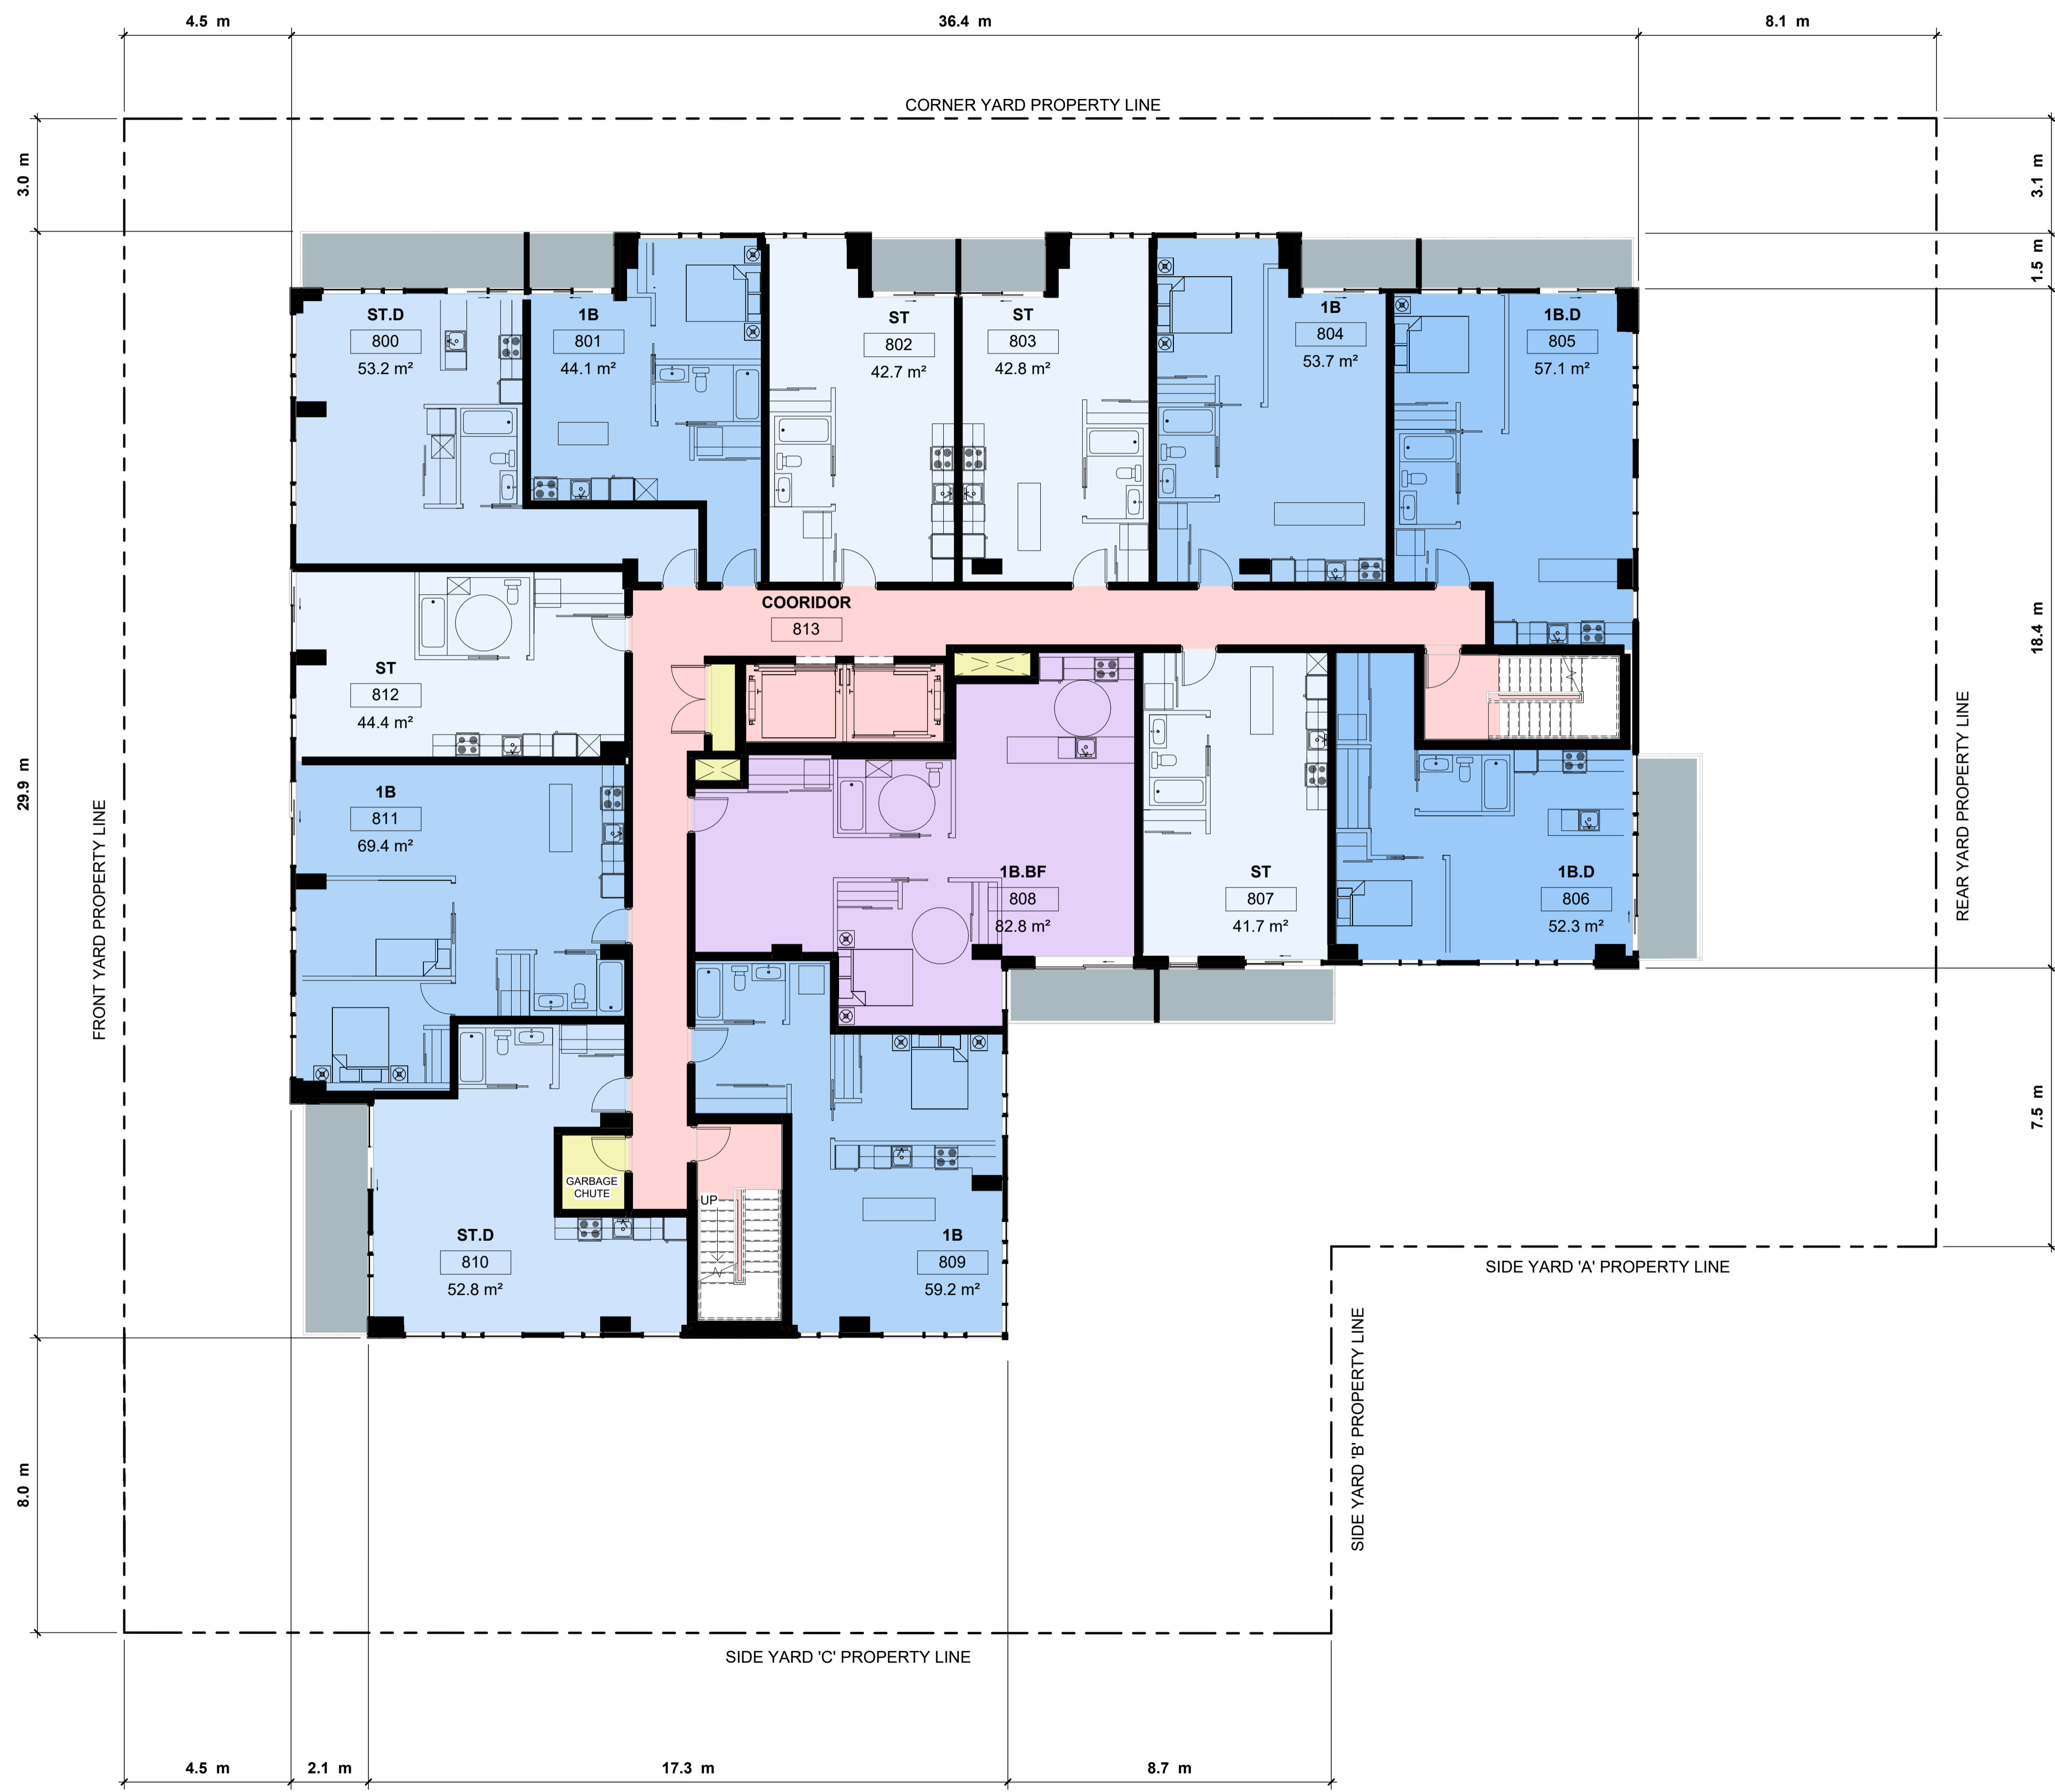 4.5 m
36.4 m
8.1 m
CORNER YARD PROPERTY LINE
3.0 m
3.1 m
1.5 m
ST.D
800
53.2 m²
1B
801
44.1 m²
ST
802
42.7 m²
ST
803
42.8 m²
1B
804
53.7 m²
1B.D
805
57.1 m²
COORIDOR
813
18.4 m
ST
812
44.4 m²
29.9 m
FRONT YARD PROPERTY LINE
REAR YARD PROPERTY LINE
1B
811
69.4 m²
1B.BF
808
82.8 m²
ST
807
41.7 m²
1B.D
806
52.3 m²
7.5 m
GARBAGE
CHUTE
UP
ST.D
810
52.8 m²
1B
809
59.2 m²
SIDE YARD 'A' PROPERTY LINE
SIDE YARD 'B' PROPERTY LINE
8.0 m
SIDE YARD 'C' PROPERTY LINE
4.5 m
2.1 m
17.3 m
8.7 m